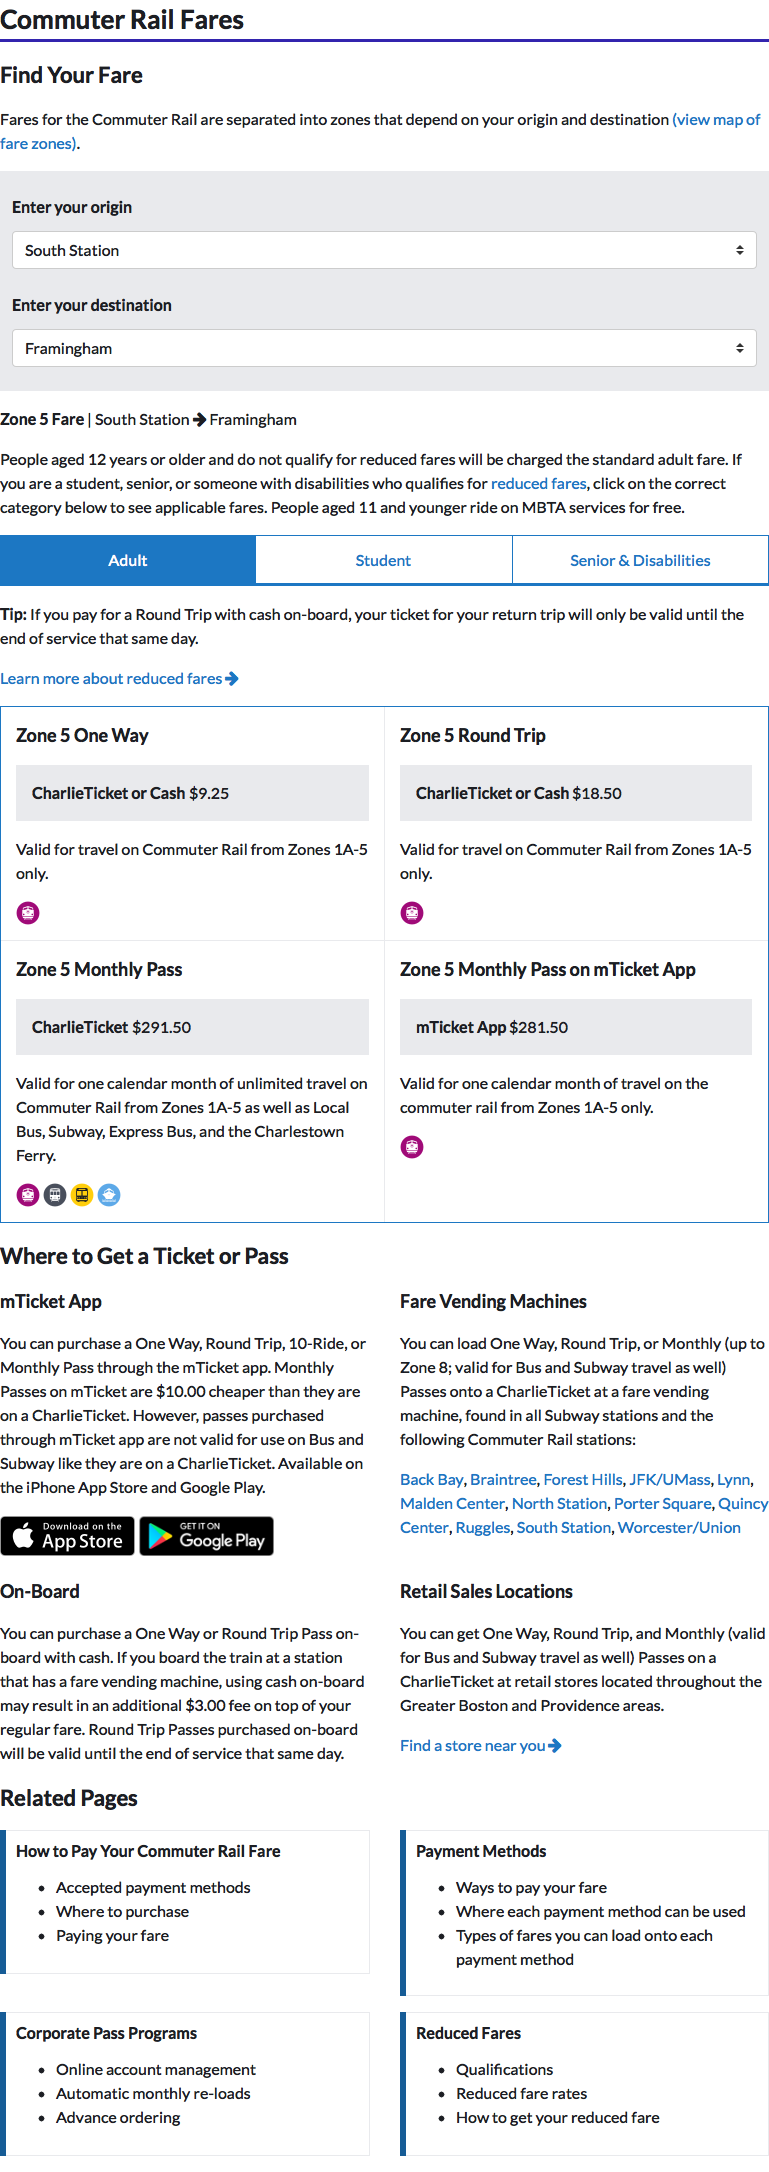 Commuter Rail Fares
Find Your Fare
Fares for the Commuter Rail are separated into zones that depend on your origin and destination (view map of
fare zones).
Enter your origin
South Station
Enter your destination
Framingham
Zone 5 Fare | South Station → Framingham
People aged 12 years or older and do not qualify for reduced fares will be charged the standard adult fare. If
you are a student, senior, or someone with disabilities who qualifies for reduced fares, click on the correct
category below to see applicable fares. People aged 11 and younger ride on MBTA services for free.
Adult
Student
Senior & Disabilities
Tip: If you pay for a Round Trip with cash on-board, your ticket for your return trip will only be valid until the
end of service that same day.
Learn more about reduced fares →
Zone 5 One Way
CharlieTicket or Cash $9.25
Valid for travel on Commuter Rail from Zones 1A-5
only.
Zone 5 Round Trip
CharlieTicket or Cash $18.50
Valid for travel on Commuter Rail from Zones 1A-5
only.
Zone 5 Monthly Pass
CharlieTicket $291.50
Valid for one calendar month of unlimited travel on
Commuter Rail from Zones 1A-5 as well as Local
Bus, Subway, Express Bus, and the Charlestown
Ferry.
Zone 5 Monthly Pass on mTicket App
mTicket App $281.50
Valid for one calendar month of travel on the
commuter rail from Zones 1A-5 only.
Where to Get a Ticket or Pass
mTicket App
You can purchase a One Way, Round Trip, 10-Ride, or
Monthly Pass through the mTicket app. Monthly
Passes on mTicket are $10.00 cheaper than they are
on a CharlieTicket. However, passes purchased
through mTicket app are not valid for use on Bus and
Subway like they are on a CharlieTicket. Available on
the iPhone App Store and Google Play.
Download on the
App Store
GET IT ON
Google Play
Fare Vending Machines
You can load One Way, Round Trip, or Monthly (up to
Zone 8; valid for Bus and Subway travel as well)
Passes onto a CharlieTicket at a fare vending
machine, found in all Subway stations and the
following Commuter Rail stations:
Back Bay, Braintree, Forest Hills, JFK/UMass, Lynn,
Malden Center, North Station, Porter Square, Quincy
Center, Ruggles, South Station, Worcester/Union
On-Board
You can purchase a One Way or Round Trip Pass on-
board with cash. If you board the train at a station
that has a fare vending machine, using cash on-board
may result in an additional $3.00 fee on top of your
regular fare. Round Trip Passes purchased on-board
will be valid until the end of service that same day.
Retail Sales Locations
You can get One Way, Round Trip, and Monthly (valid
for Bus and Subway travel as well) Passes on a
CharlieTicket at retail stores located throughout the
Greater Boston and Providence areas.
Find a store near you →
Related Pages
How to Pay Your Commuter Rail Fare
• Accepted payment methods
• Where to purchase
• Paying your fare
Payment Methods
• Ways to pay your fare
• Where each payment method can be used
• Types of fares you can load onto each
payment method
Corporate Pass Programs
• Online account management
• Automatic monthly re-loads
• Advance ordering
Reduced Fares
• Qualifications
• Reduced fare rates
• How to get your reduced fare